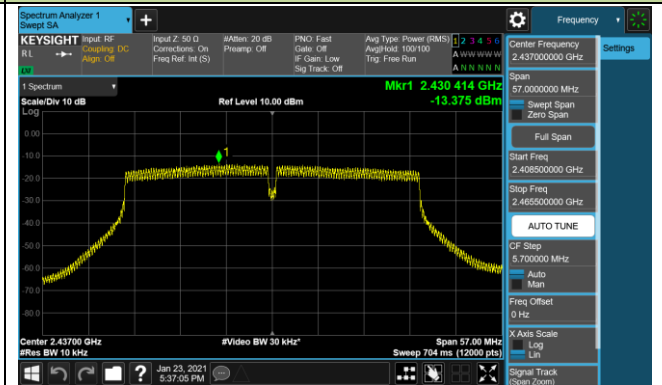 Spectrum Analyzer 1
Swept SA
Frequency
KEYSIGHT
Input: RF
Coupling: DC
Align: Off
Input Z: 50 Ω
Corrections: On
Freq Ref: Int (S)
#Atten: 20 dB
Preamp: Off
PNO: Fast
Gate: Off
IF Gain: Low
Sig Track: Off
Avg Type: Power (RMS)
Avg|Hold: 100/100
Trig: Free Run
1 2 3 4 5 6
A W W W W W
A N N N N N
RL
LXI
1 Spectrum
Mkr1 2.430 414 GHz
Scale/Div 10 dB
Ref Level 10.00 dBm
-13.375 dBm
Log
0.00
-10.0
-20.0
-30.0
-40.0
-50.0
-60.0
-70.0
-80.0
1
Center 2.43700 GHz
#Video BW 30 kHz*
Span 57.00 MHz
#Res BW 10 kHz
Sweep 704 ms (12000 pts)
Jan 23, 2021
5:37:05 PM
Center Frequency
2.437000000 GHz
Settings
Span
57.0000000 MHz
Swept Span
Zero Span
Full Span
Start Freq
2.408500000 GHz
Stop Freq
2.465500000 GHz
AUTO TUNE
CF Step
5.700000 MHz
Auto
Man
Freq Offset
0 Hz
X Axis Scale
Log
Lin
Signal Track
(Span Zoom)